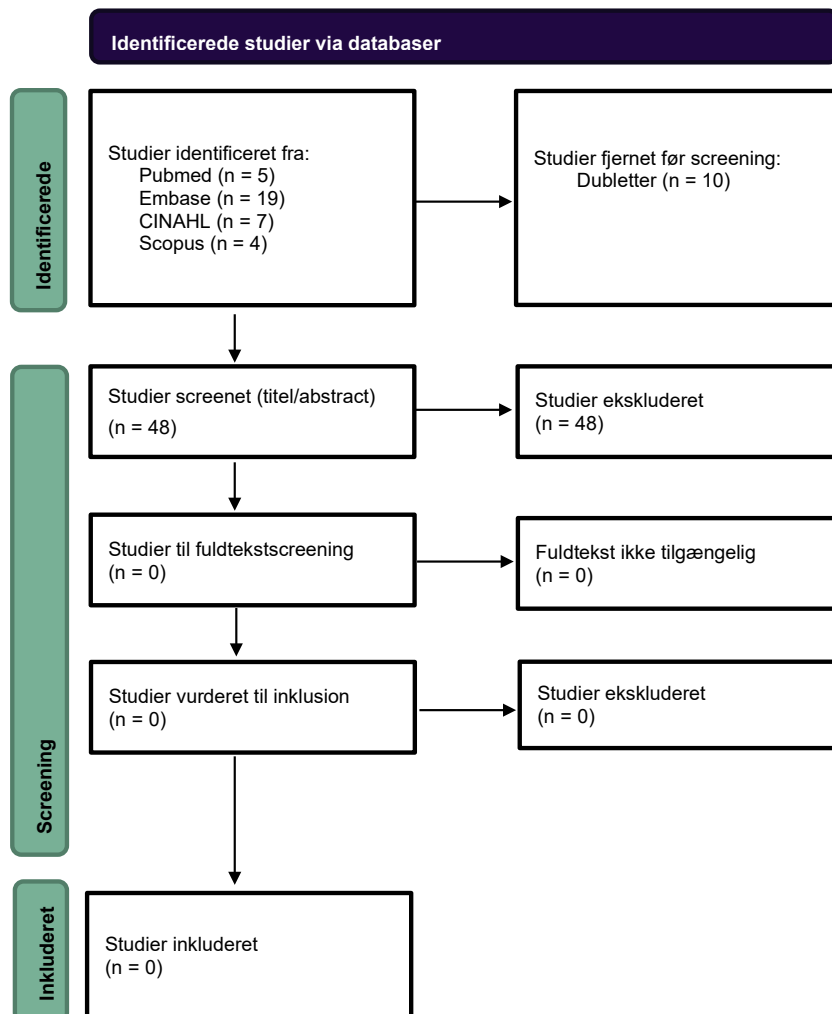 Identificerede studier via databaser
Identificerede
Studier identificeret fra:
Pubmed (n = 5)
Embase (n = 19)
CINAHL (n = 7)
Scopus (n = 4)
Studier fjernet før screening:
Dubletter (n = 10)
Screening
Studier screenet (titel/abstract)
(n = 48)
Studier ekskluderet
(n = 48)
Studier til fuldtekstscreening
(n = 0)
Fuldtekst ikke tilgængelig
(n = 0)
Studier vurderet til inklusion
(n = 0)
Studier ekskluderet
(n = 0)
Inkluderet
Studier inkluderet
(n = 0)